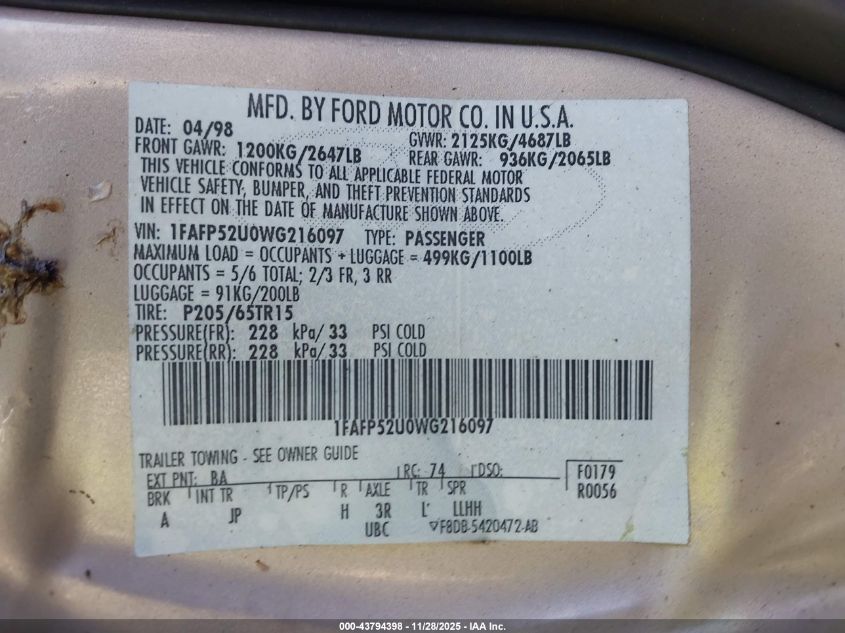 MFD. BY FORD MOTOR CO. IN U.S.A.
DATE: 04/98 GVWR: 2125KG/4687LB
FRONT GAWR: 1200KG/2647LB REAR GAWR: 936KG/2065LB
THIS VEHICLE CONFORMS TO ALL APPLICABLE FEDERAL MOTOR
VEHICLE SAFETY, BUMPER, AND THEFT PREVENTION STANDARDS
IN EFFECT ON THE DATE OF MANUFACTURE SHOWN ABOVE.
VIN: 1FAFP52U0WG216097 TYPE: PASSENGER
MAXIMUM LOAD = OCCUPANTS + LUGGAGE = 499KG/1100LB
OCCUPANTS = 5/6 TOTAL; 2/3 FR, 3 RR
LUGGAGE = 91KG/200LB
TIRE: P205/65TR15
PRESSURE(FR): 228 kPa/ 33 PSI COLD
PRESSURE(RR): 228 kPa/ 33 PSI COLD
1FAFP52U0WG216097
TRAILER TOWING - SEE OWNER GUIDE
EXT PNT: BA RC: 74 DSO: F0179
BRK INT TR TP/PS R AXLE TR SPR R0056
A JP H 3R L LLHH
UBC F8DB-5420472-AB
000-43794398 - 11/28/2025 - IAA Inc.